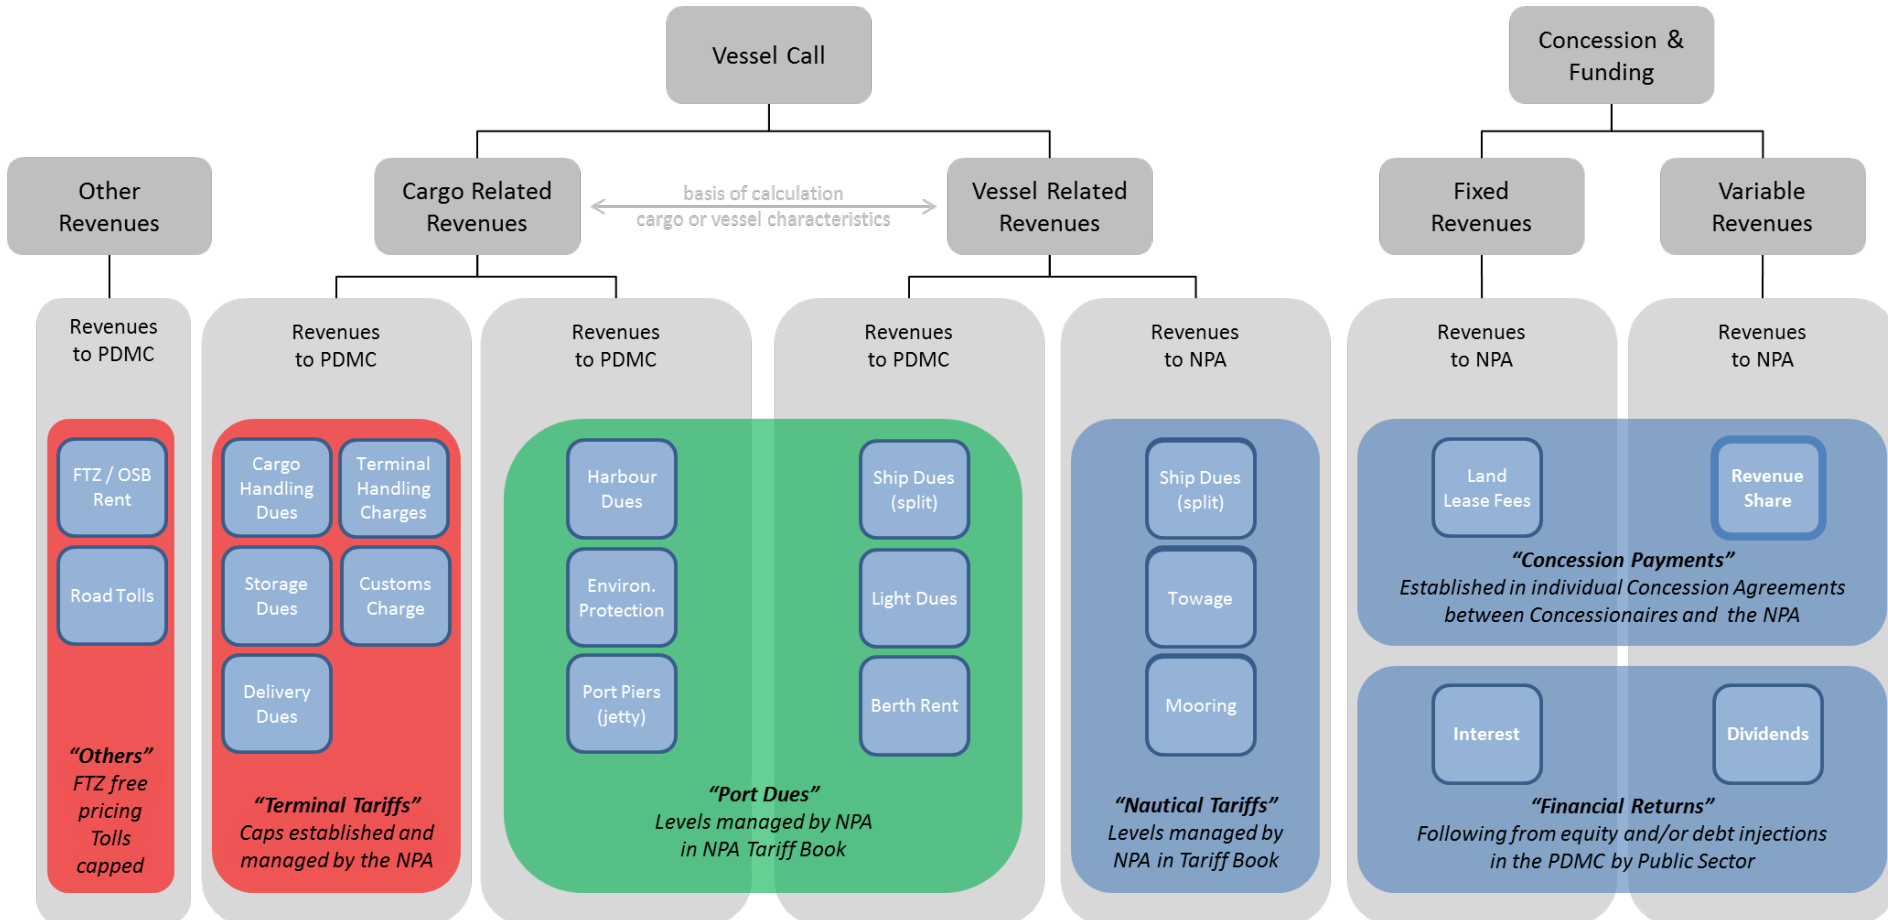 Vessel Call
Concession &
Funding
Other
Revenues
Cargo Related
Revenues
basis of calculation
cargo or vessel characteristics
Vessel Related
Revenues
Fixed
Revenues
Variable
Revenues
Revenues
to PDMC
Revenues
to PDMC
Revenues
to PDMC
Revenues
to PDMC
Revenues
to NPA
Revenues
to NPA
Revenues
to NPA
FTZ / OSB
Rent
Road Tolls
“Others”
FTZ free
pricing
Tolls
capped
Cargo
Handling
Dues
Terminal
Handling
Charges
Storage
Dues
Customs
Charge
Delivery
Dues
“Terminal Tariffs”
Caps established and
managed by the NPA
Harbour
Dues
Ship Dues
(split)
Environ.
Protection
Light Dues
Port Piers
(jetty)
Berth Rent
“Port Dues”
Levels managed by NPA
in NPA Tariff Book
Ship Dues
(split)
Towage
Mooring
“Nautical Tariffs”
Levels managed by
NPA in Tariff Book
Land
Lease Fees
Revenue
Share
“Concession Payments”
Established in individual Concession Agreements
between Concessionaires and the NPA
Interest
Dividends
“Financial Returns”
Following from equity and/or debt injections
in the PDMC by Public Sector